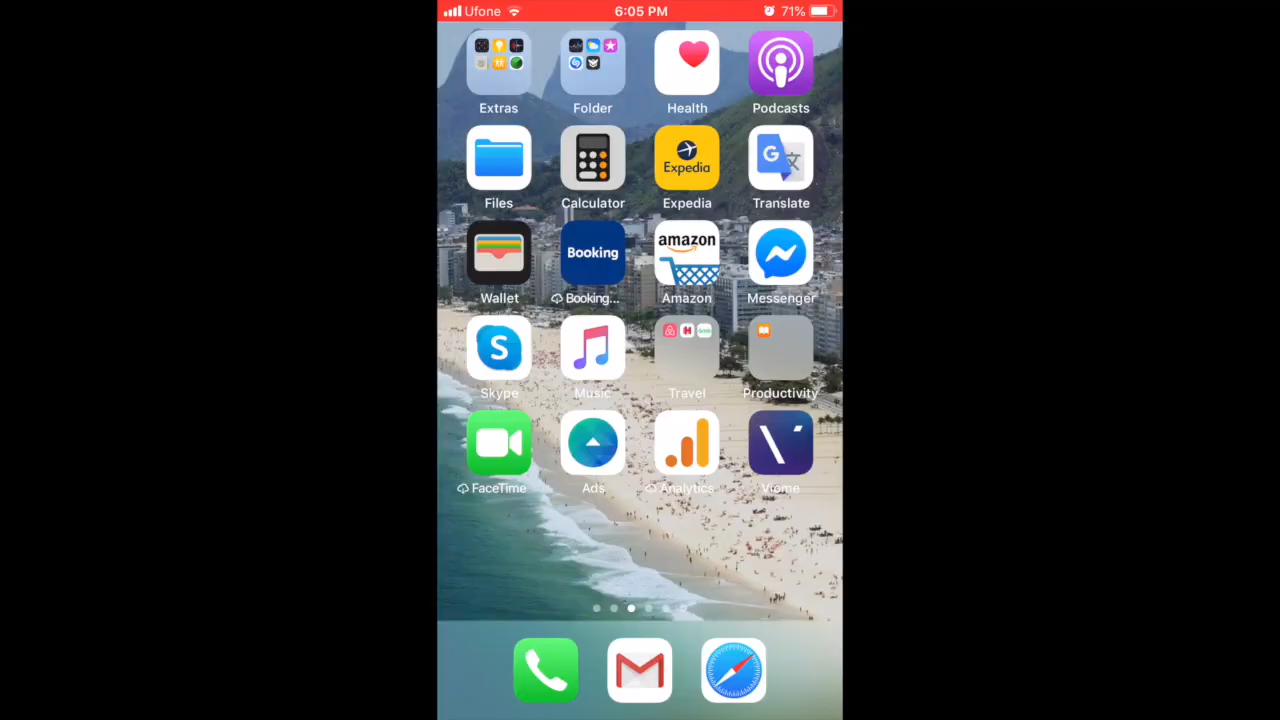 Ufone 6:05 PM 71%
Extras Folder Health Podcasts
Expedia
Files Calculator Expedia Translate
Booking amazon
Wallet Booking... Amazon Messenger
Skype Music Travel Productivity
FaceTime Ads Analytics Viome